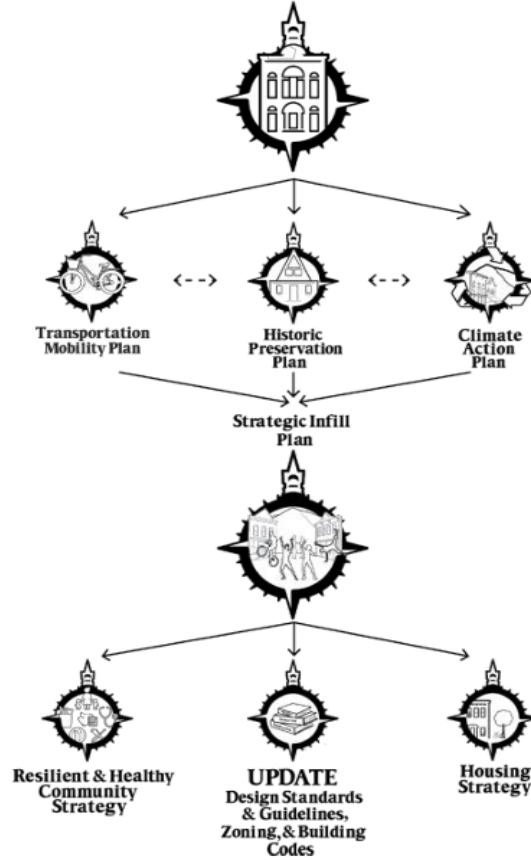 Transportation
Mobility Plan
Historic
Preservation
Plan
Climate
Action
Plan
Strategic Infill
Plan
Resilient & Healthy
Community
Strategy
UPDATE
Design Standards
& Guidelines,
Zoning, & Building
Codes
Housing
Strategy